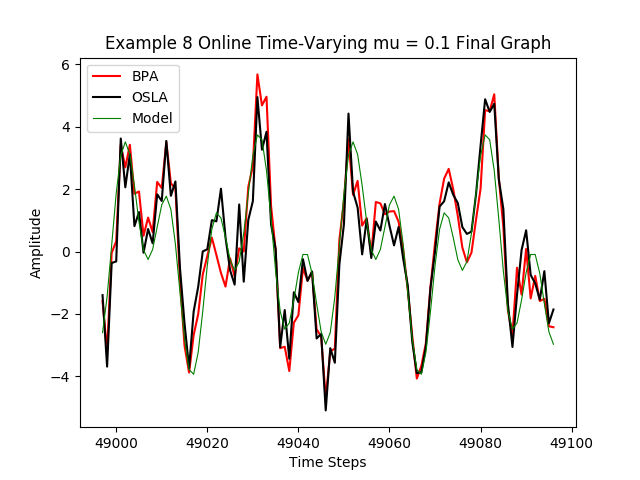 Example 8 Online Time-Varying mu = 0.1 Final Graph
BPA
OSLA
Model
Amplitude
6
4
2
0
−2
−4
49000
49020
49040
49060
49080
49100
Time Steps